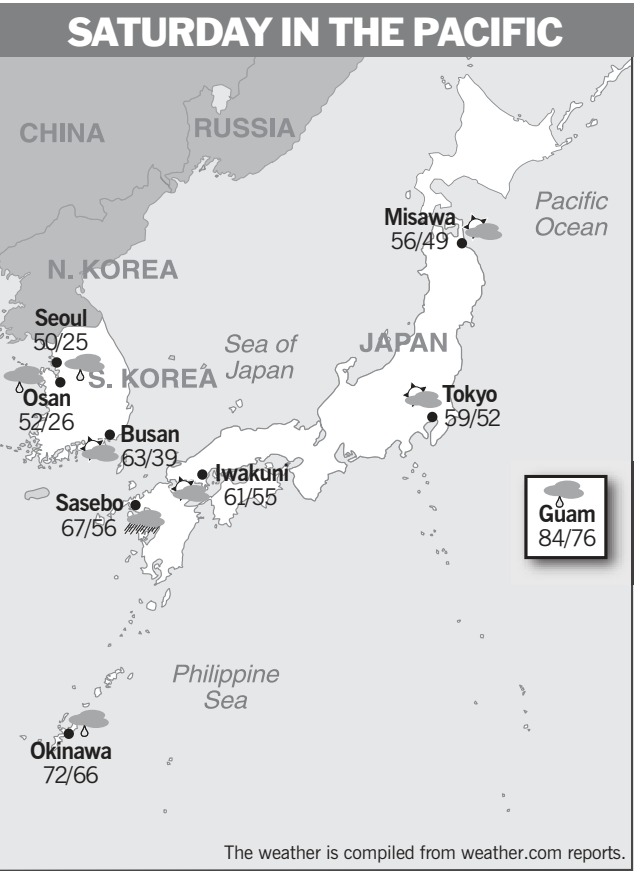 SATURDAY IN THE PACIFIC
CHINA
RUSSIA
Misawa
56/49
Pacific
Ocean
N. KOREA
Seoul
50/25
Sea of
Japan
JAPAN
S. KOREA
Osan
52/26
Tokyo
59/52
Busan
63/39
Iwakuni
61/55
Sasebo
67/56
Guam
84/76
Philippine
Sea
Okinawa
72/66
The weather is compiled from weather.com reports.